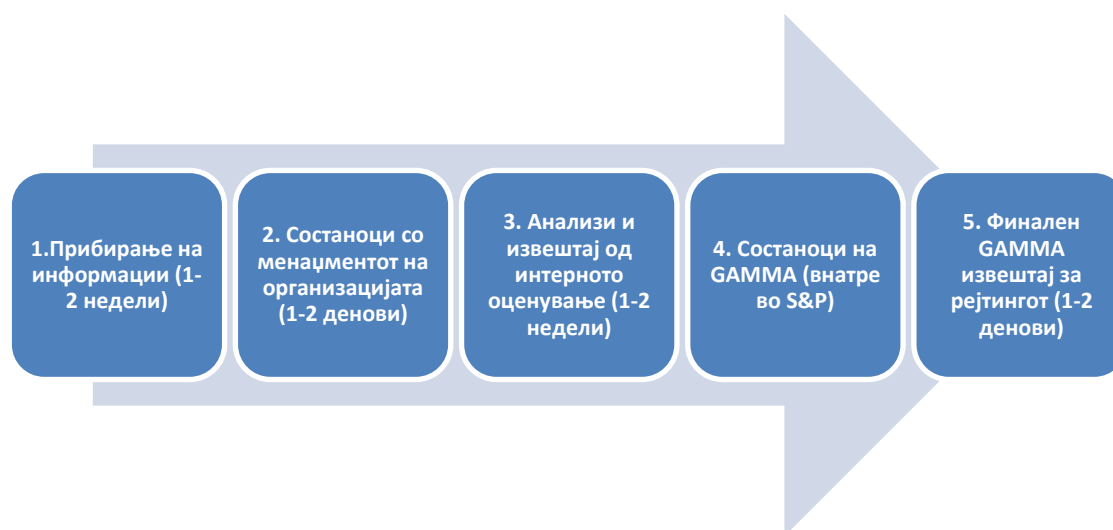 1.Прибирање на
информации (1-
2 недели)
2. Состаноци со
менаџментот на
организацијата
(1-2 денови)
3. Анализи и
извештај од
интерното
оценување (1-2
недели)
4. Состаноци на
GAMMA (внатре
во S&P)
5. Финален
GAMMA
извештај за
рејтингот (1-2
денови)